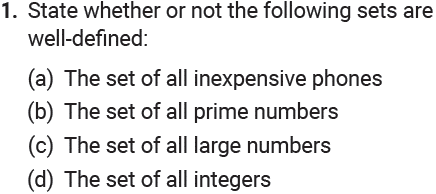 1. State whether or not the following sets are
well-defined:
(a) The set of all inexpensive phones
(b) The set of all prime numbers
(c) The set of all large numbers
(d) The set of all integers